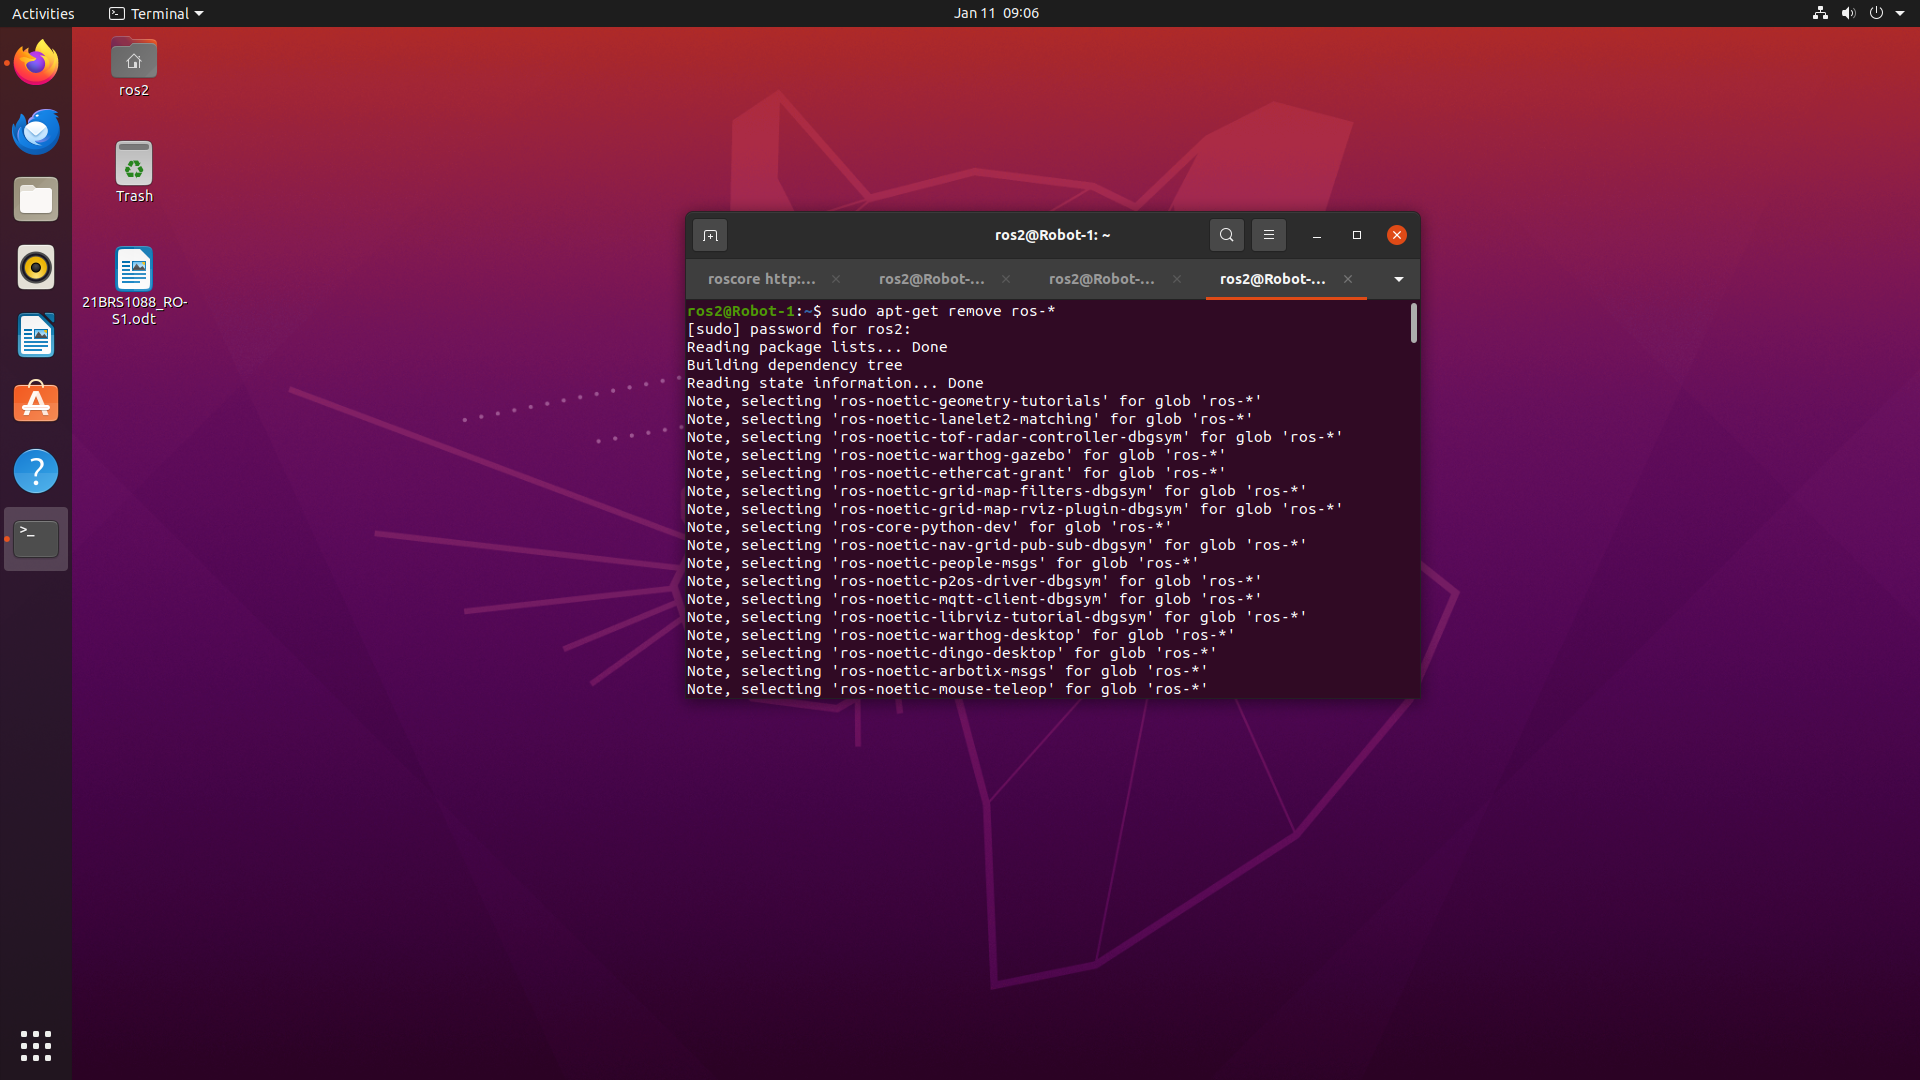 Activities
Terminal
Jan 11 09:06
ros2
Trash
21BRS1088_RO-
S1.odt
ros2@Robot-1: ~
roscore http:...
ros2@Robot-...
ros2@Robot-...
ros2@Robot-...
ros2@Robot-1:~$ sudo apt-get remove ros-*
[sudo] password for ros2:
Reading package lists... Done
Building dependency tree
Reading state information... Done
Note, selecting 'ros-noetic-geometry-tutorials' for glob 'ros-*'
Note, selecting 'ros-noetic-lanelet2-matching' for glob 'ros-*'
Note, selecting 'ros-noetic-tof-radar-controller-dbgsym' for glob 'ros-*'
Note, selecting 'ros-noetic-warthog-gazebo' for glob 'ros-*'
Note, selecting 'ros-noetic-ethercat-grant' for glob 'ros-*'
Note, selecting 'ros-noetic-grid-map-filters-dbgsym' for glob 'ros-*'
Note, selecting 'ros-noetic-grid-map-rviz-plugin-dbgsym' for glob 'ros-*'
Note, selecting 'ros-core-python-dev' for glob 'ros-*'
Note, selecting 'ros-noetic-nav-grid-pub-sub-dbgsym' for glob 'ros-*'
Note, selecting 'ros-noetic-people-msgs' for glob 'ros-*'
Note, selecting 'ros-noetic-p2os-driver-dbgsym' for glob 'ros-*'
Note, selecting 'ros-noetic-mqtt-client-dbgsym' for glob 'ros-*'
Note, selecting 'ros-noetic-librviz-tutorial-dbgsym' for glob 'ros-*'
Note, selecting 'ros-noetic-warthog-desktop' for glob 'ros-*'
Note, selecting 'ros-noetic-dingo-desktop' for glob 'ros-*'
Note, selecting 'ros-noetic-arbotix-msgs' for glob 'ros-*'
Note, selecting 'ros-noetic-mouse-teleop' for glob 'ros-*'